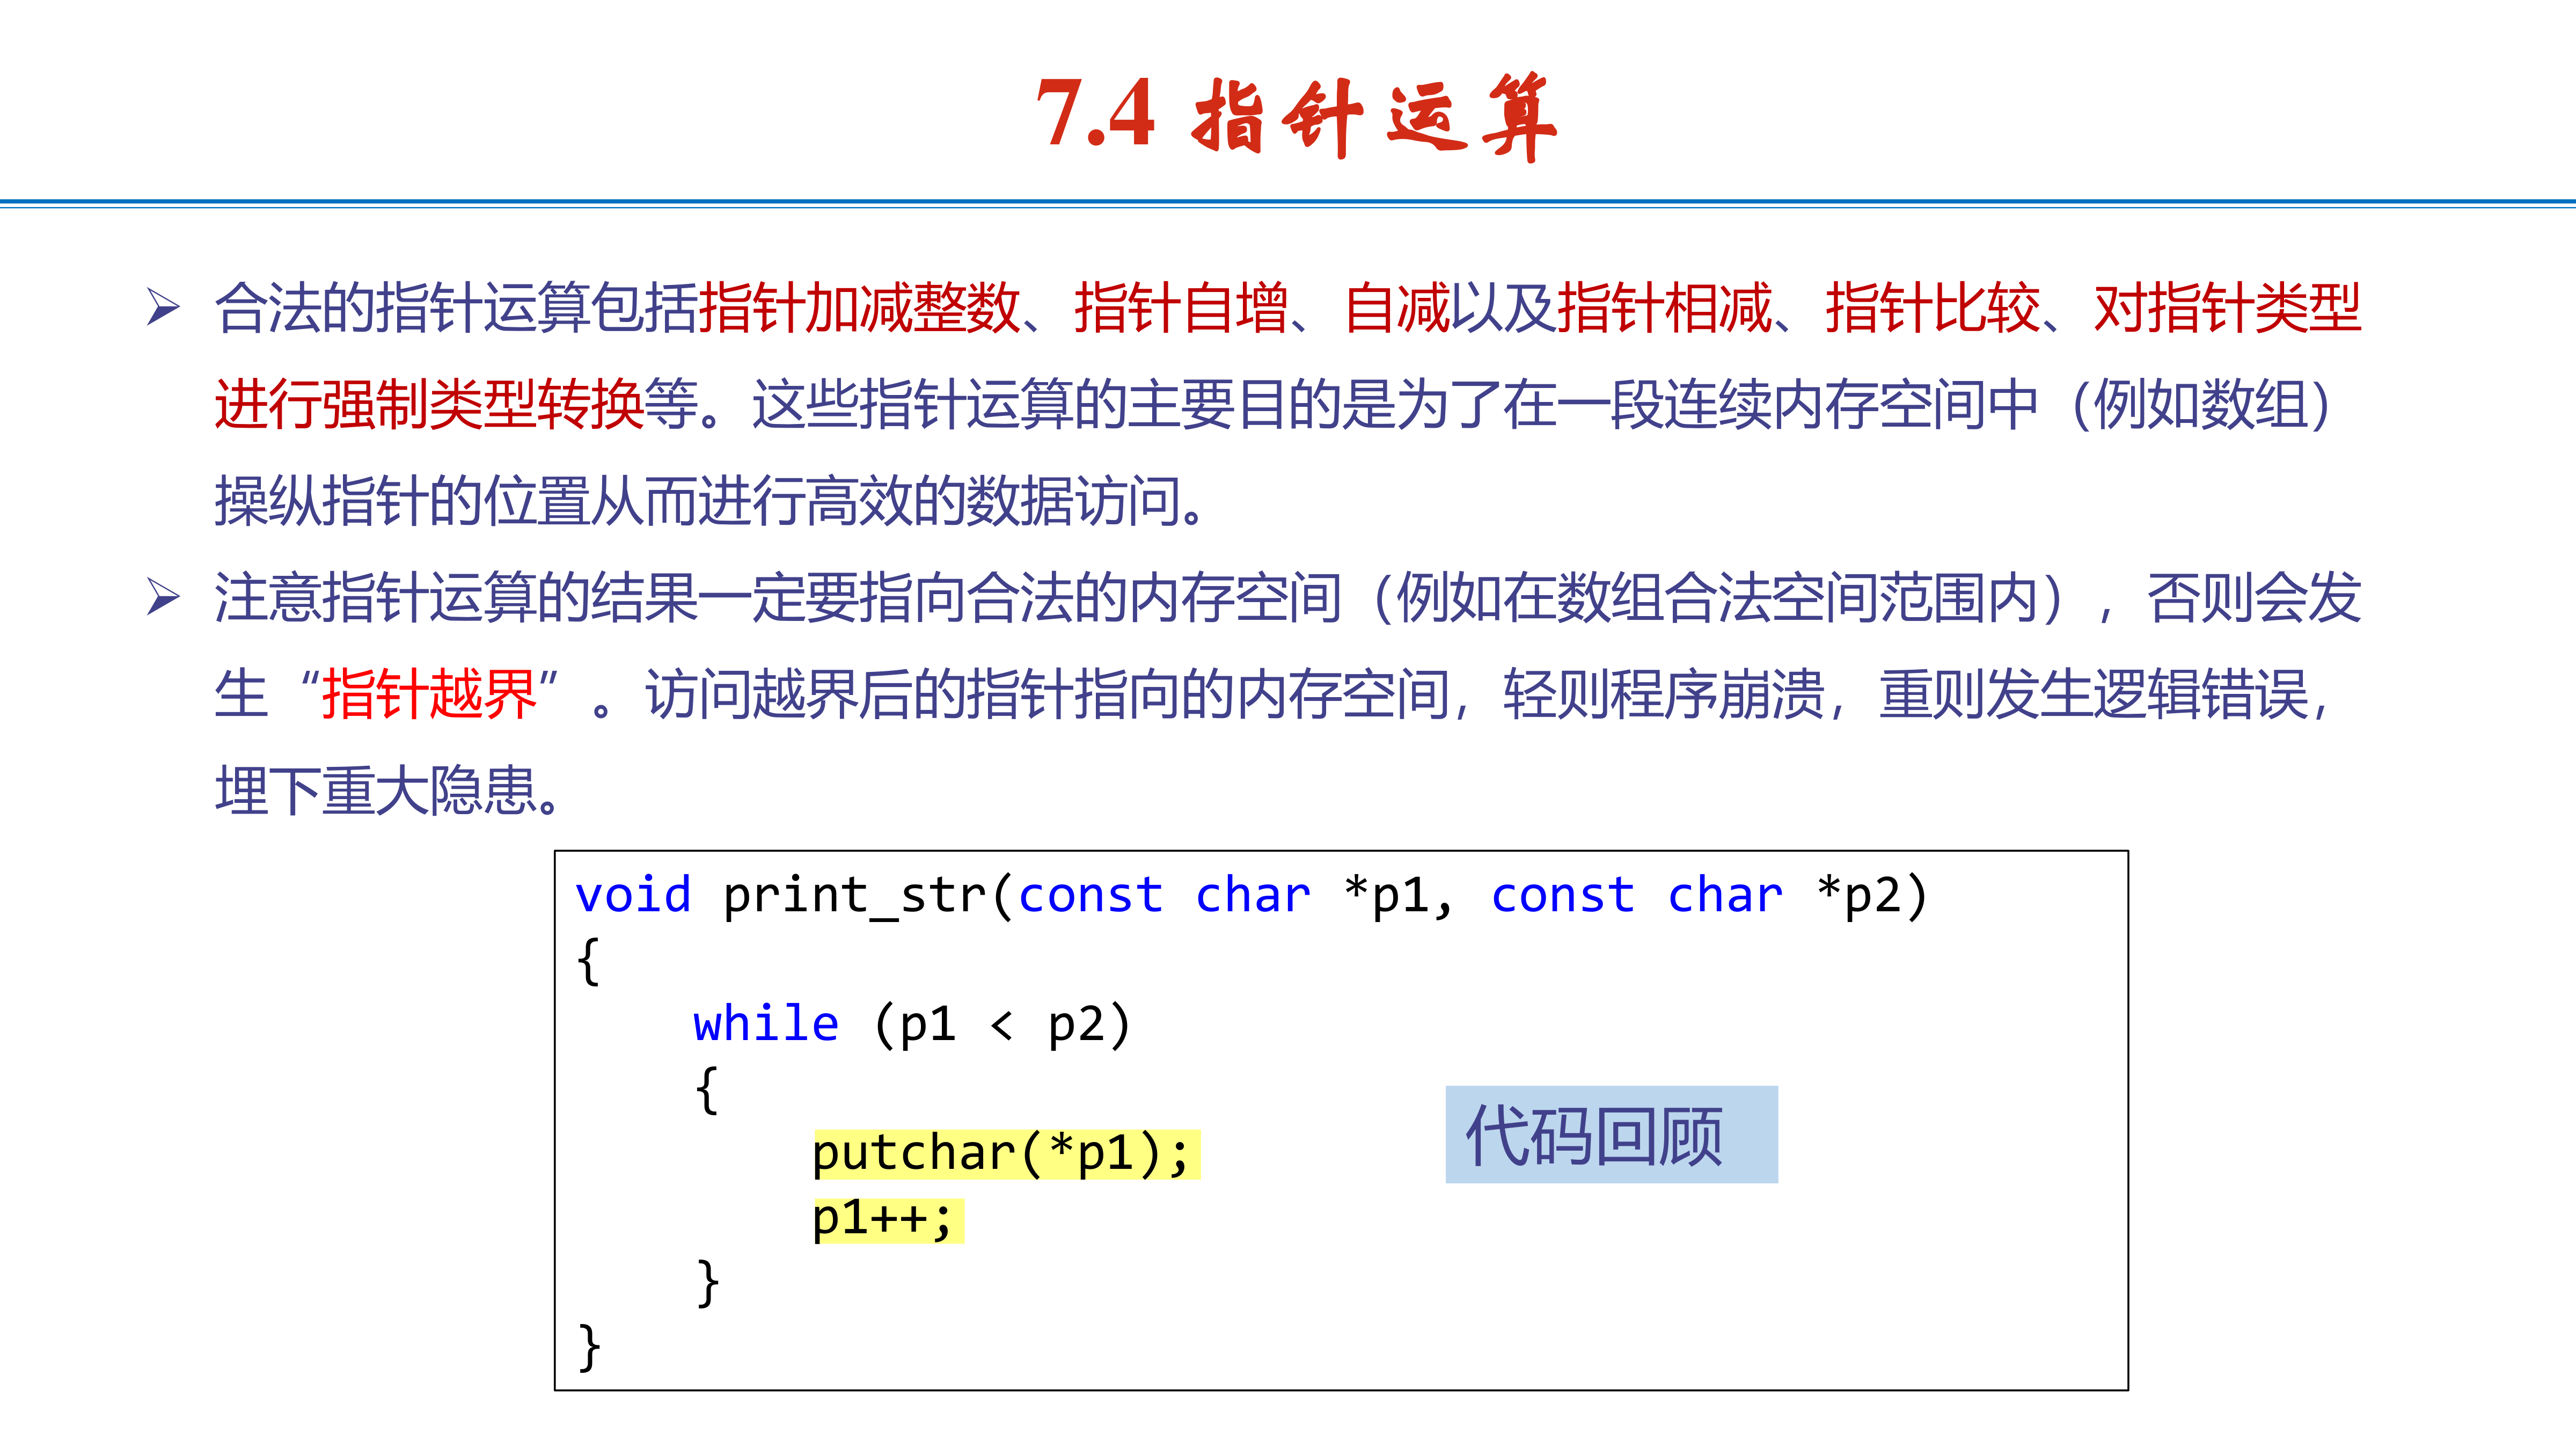 7.4 指针运算
合法的指针运算包括指针加减整数、指针自增、自减以及指针相减、指针比较、对指针类型
进行强制类型转换等。这些指针运算的主要目的是为了在一段连续内存空间中（例如数组）
操纵指针的位置从而进行高效的数据访问。
注意指针运算的结果一定要指向合法的内存空间（例如在数组合法空间范围内），否则会发
生“指针越界”。访问越界后的指针指向的内存空间，轻则程序崩溃，重则发生逻辑错误，
埋下重大隐患。
void print_str(const char *p1, const char *p2)
{
    while (p1 < p2)
    {
        putchar(*p1);
        p1++;
    }
}
代码回顾